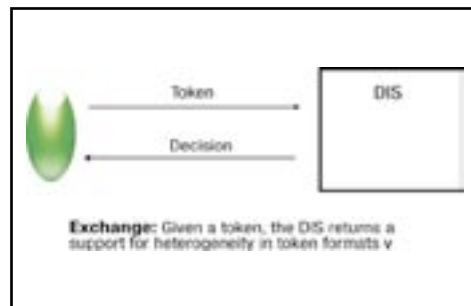 Token
DIS
Decision
Exchange: Given a token, the DIS returns a
support for heterogeneity in token formats v